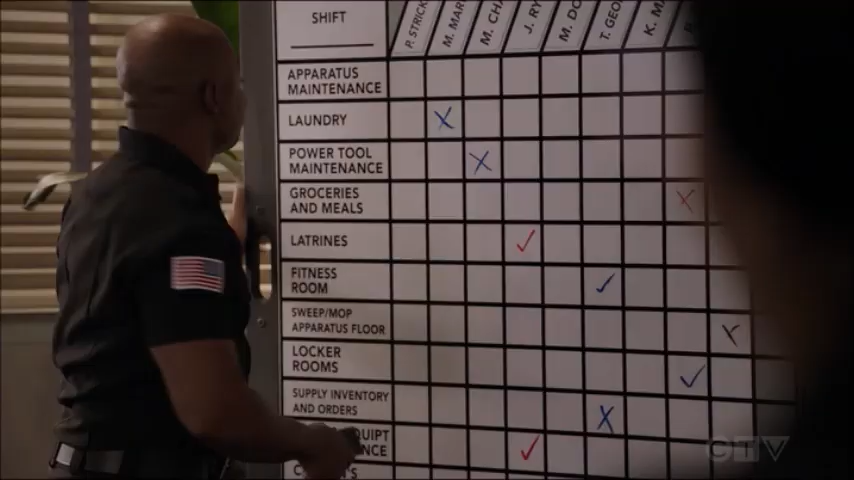 SHIFT
P. STRICK
M. MAR
M. CHA
J. RY
M. DO
T. GEO
K. M
APPARATUS
MAINTENANCE
LAUNDRY
POWER TOOL
MAINTENANCE
GROCERIES
AND MEALS
LATRINES
FITNESS
ROOM
SWEEP/MOP
APPARATUS FLOOR
LOCKER
ROOMS
SUPPLY INVENTORY
AND ORDERS
CTV